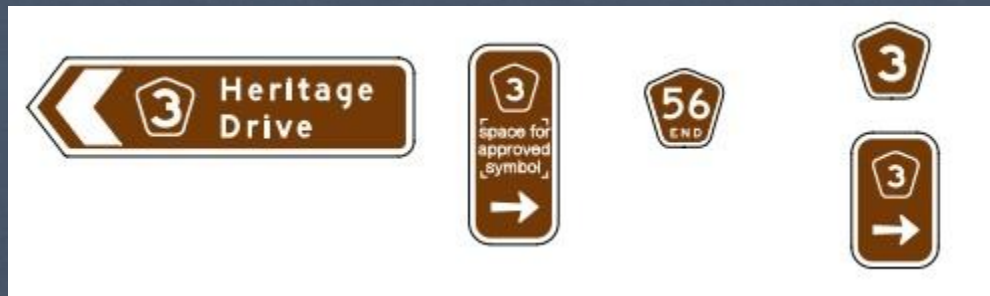 3
Heritage
Drive
3
space for
approved
symbol
56
END
3
3